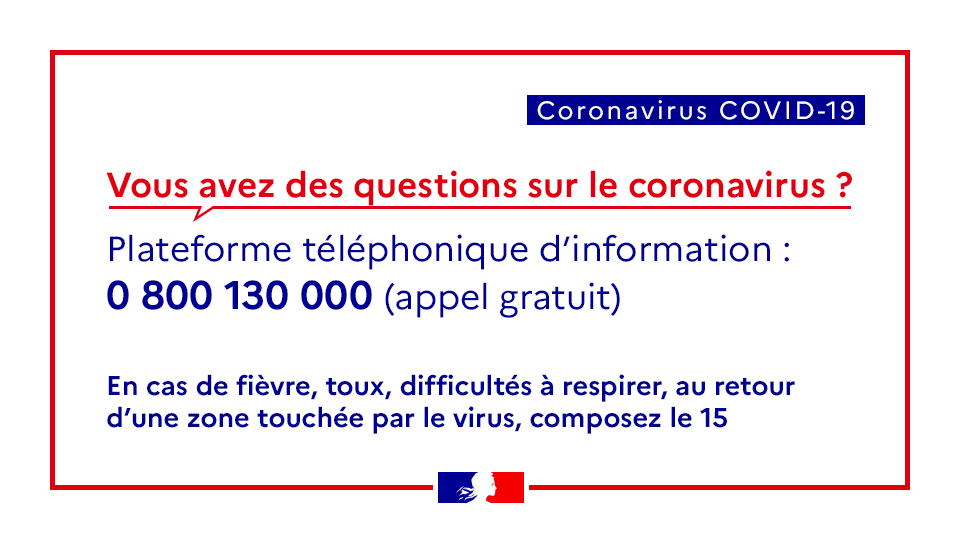 Coronavirus COVID-19
Vous avez des questions sur le coronavirus ?
Plateforme téléphonique d’information :
0 800 130 000 (appel gratuit)
En cas de fièvre, toux, difficultés à respirer, au retour
d’une zone touchée par le virus, composez le 15